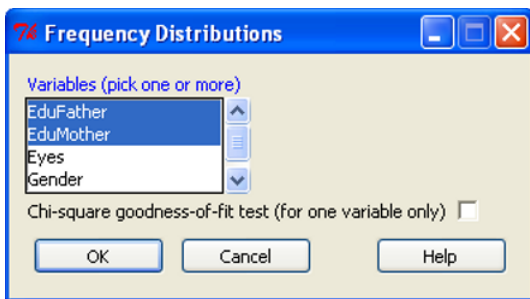 Frequency Distributions
Variables (pick one or more)
EduFather
EduMother
Eyes
Gender
Chi-square goodness-of-fit test (for one variable only)
OK Cancel Help